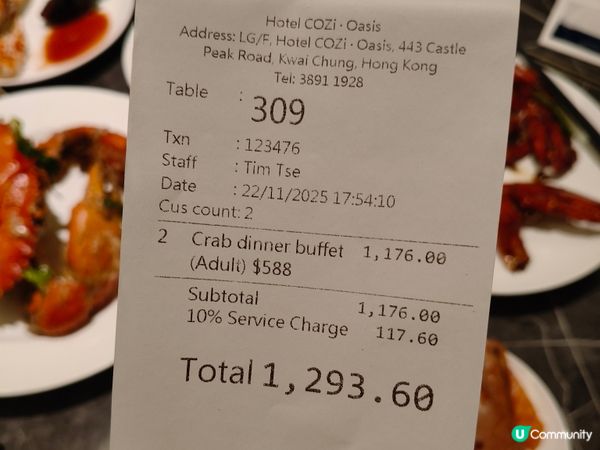 Hotel COZi · Oasis
Address: LG/F, Hotel COZi · Oasis, 443 Castle
Peak Road, Kwai Chung, Hong Kong
Tel: 3891 1928
Table : 309
Txn : 123476
Staff : Tim Tse
Date : 22/11/2025 17:54:10
Cus count: 2
2 Crab dinner buffet 1,176.00
(Adult) $588
Subtotal 1,176.00
10% Service Charge 117.60
Total 1,293.60
U Community